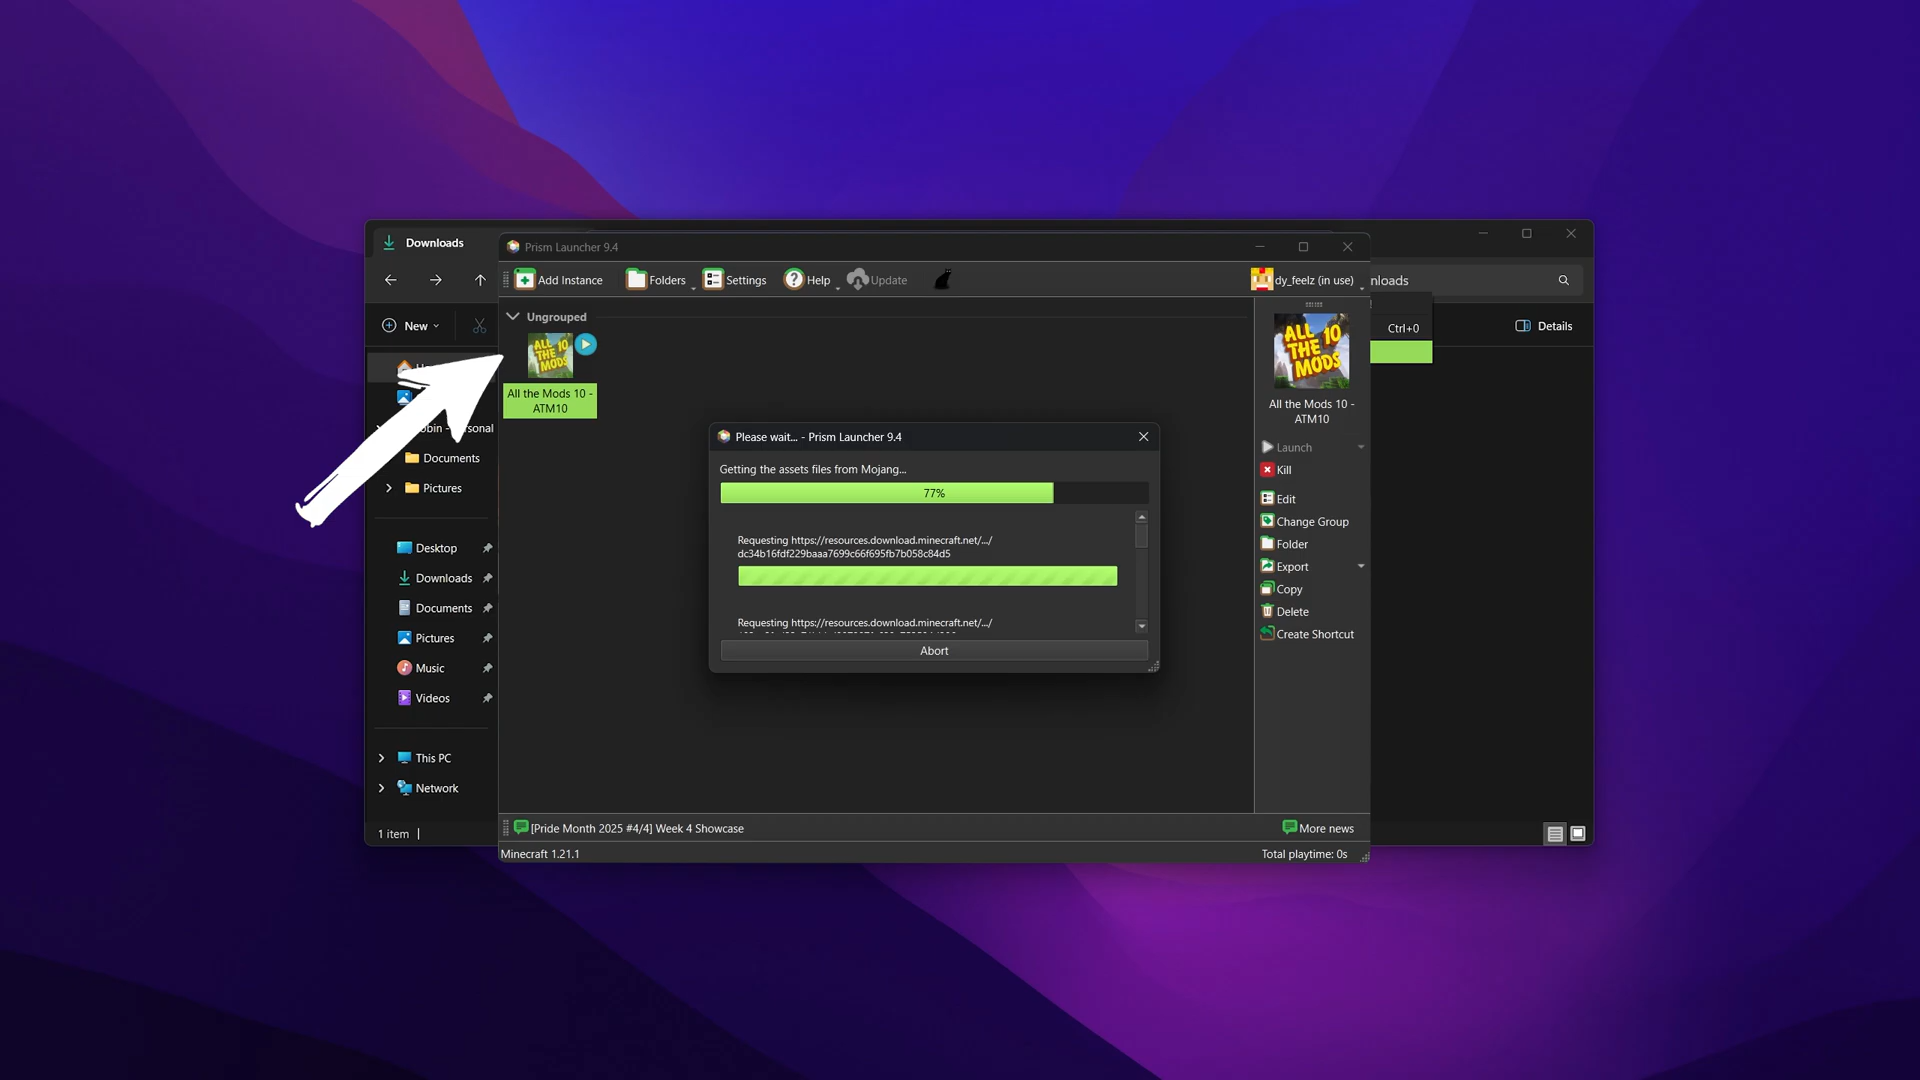 Downloads
Prism Launcher 9.4
Add Instance
Folders
Settings
Help
Update
dy_feelz (in use)
nloads
New
Ungrouped
ALL THE 10 MODS
All the Mods 10 -
ATM10
ALL
THE 10
MODS
All the Mods 10 -
ATM10
Ctrl+0
Details
Documents
Pictures
Desktop
Downloads
Documents
Pictures
Music
Videos
This PC
Network
1 item
Please wait... - Prism Launcher 9.4
Getting the assets files from Mojang...
77%
Requesting https://resources.download.minecraft.net/.../
dc34b16fdf229baaa7699c66f695fb7b058c84d5
Requesting https://resources.download.minecraft.net/.../
Abort
Launch
Kill
Edit
Change Group
Folder
Export
Copy
Delete
Create Shortcut
[Pride Month 2025 #4/4] Week 4 Showcase
More news
Minecraft 1.21.1
Total playtime: 0s